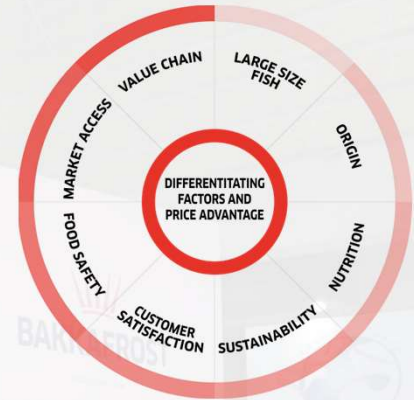 VALUE CHAIN
LARGE SIZE
FISH
MARKET ACCESS
ORIGIN
DIFFERENTITATING
FACTORS AND
PRICE ADVANTAGE
FOOD SAFETY
NUTRITION
CUSTOMER
SATISFACTION
SUSTAINABILITY
BAKKAFROST